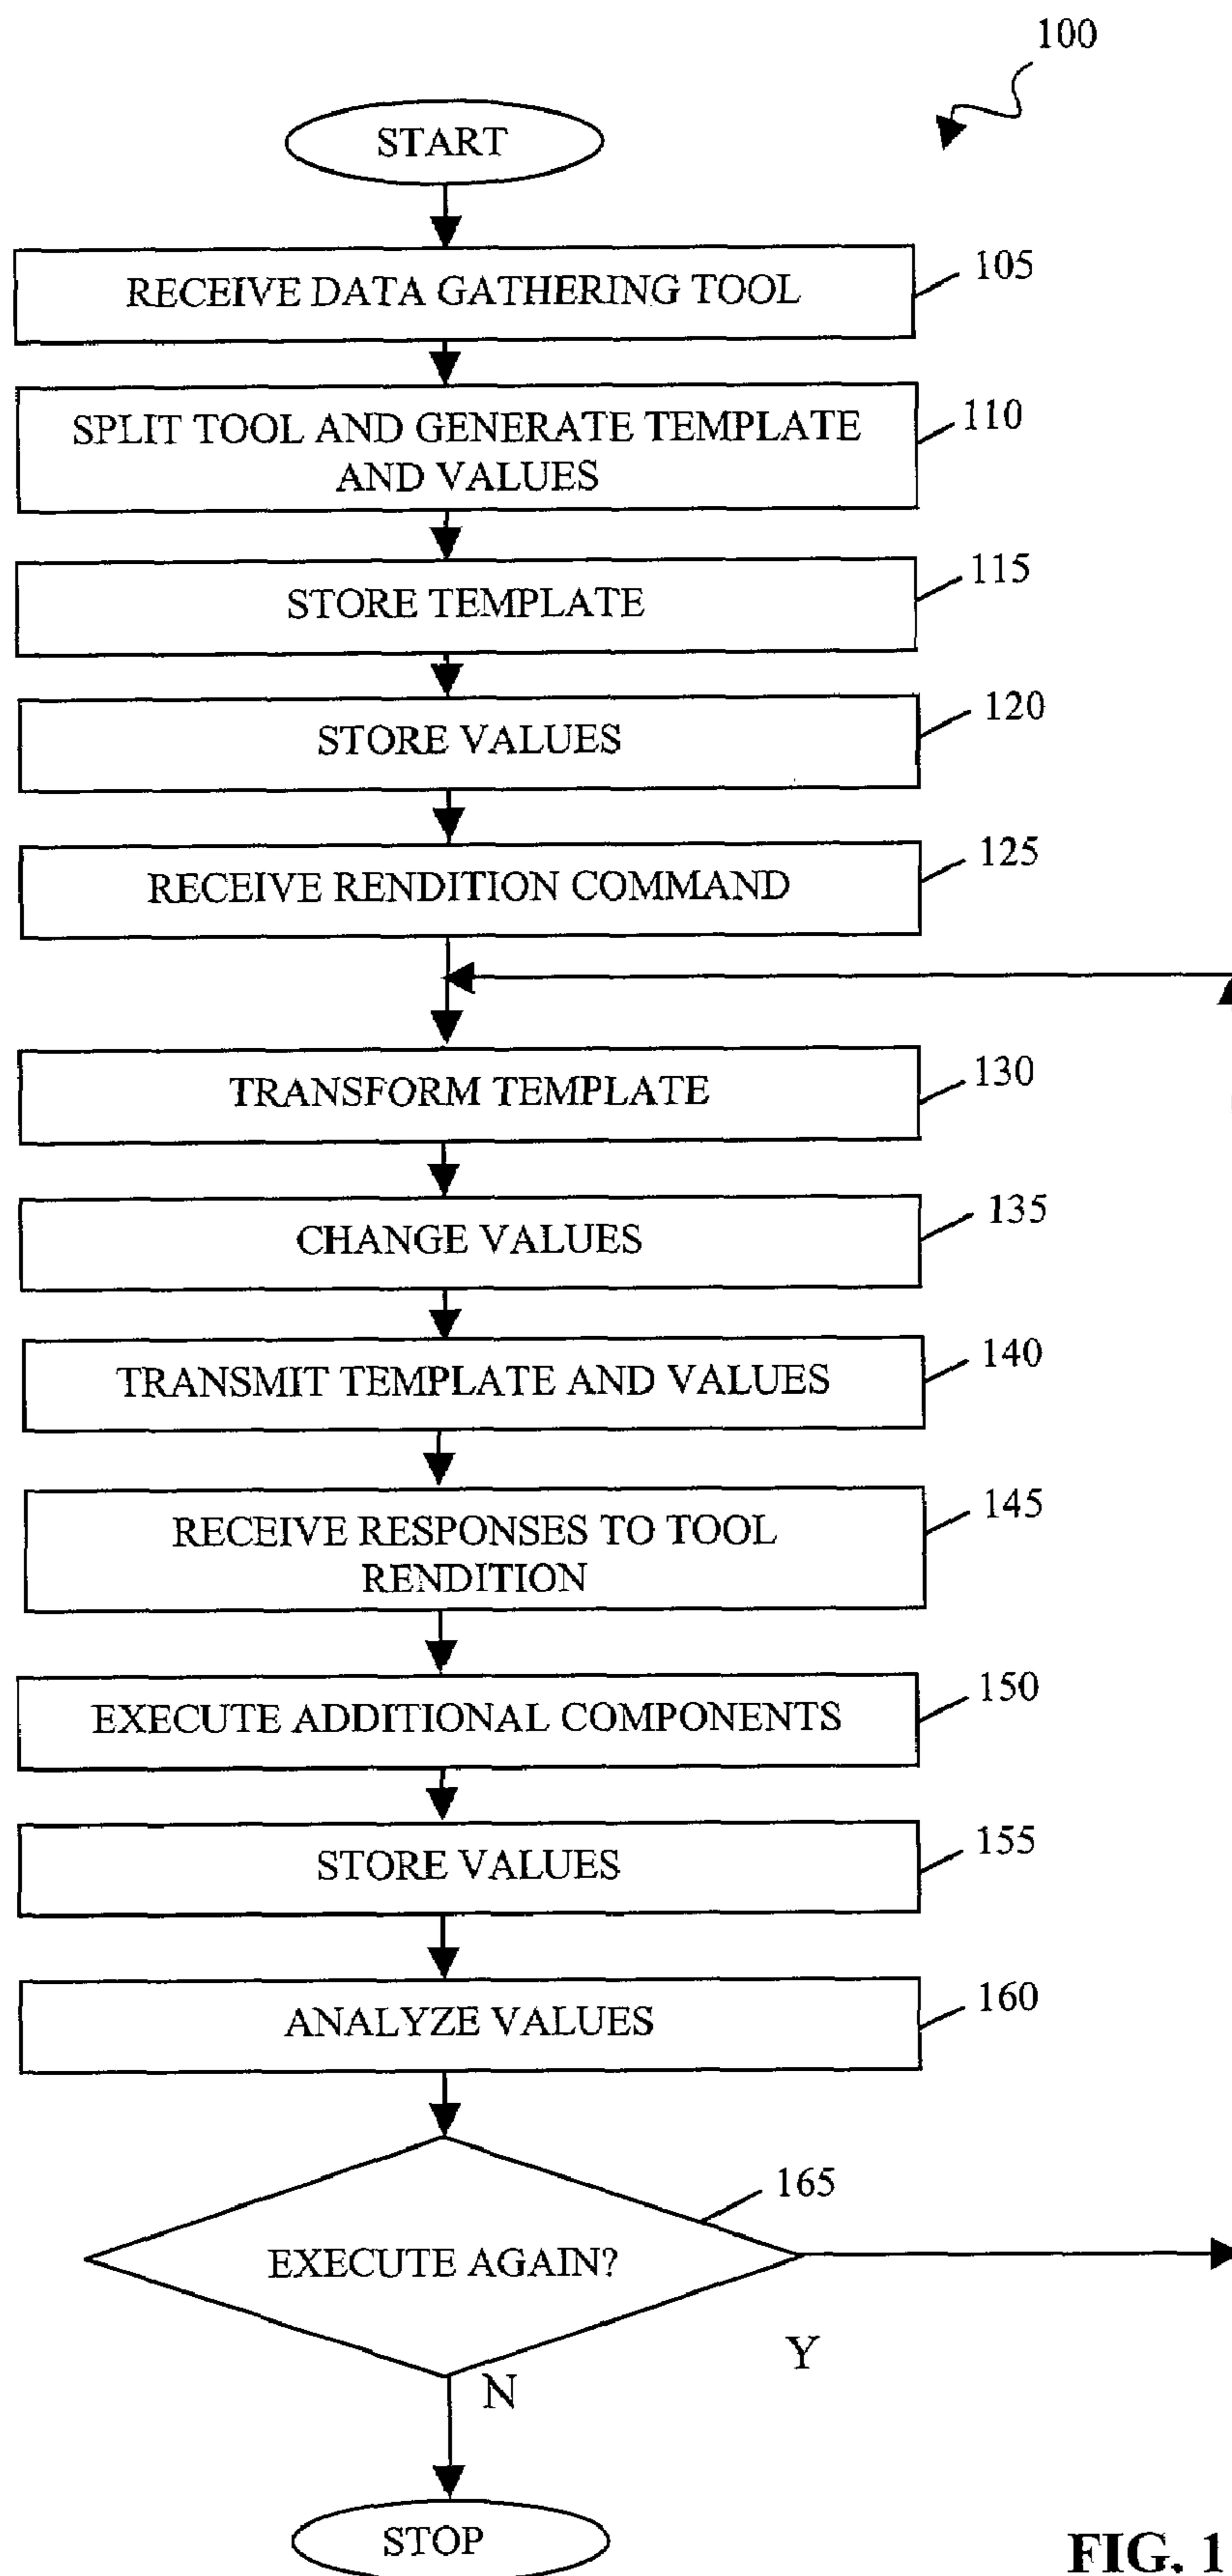 100
START
RECEIVE DATA GATHERING TOOL
105
SPLIT TOOL AND GENERATE TEMPLATE
AND VALUES
110
STORE TEMPLATE
115
STORE VALUES
120
RECEIVE RENDITION COMMAND
125
TRANSFORM TEMPLATE
130
CHANGE VALUES
135
TRANSMIT TEMPLATE AND VALUES
140
RECEIVE RESPONSES TO TOOL
RENDITION
145
EXECUTE ADDITIONAL COMPONENTS
150
STORE VALUES
155
ANALYZE VALUES
160
EXECUTE AGAIN?
165
Y
N
STOP
FIG. 1